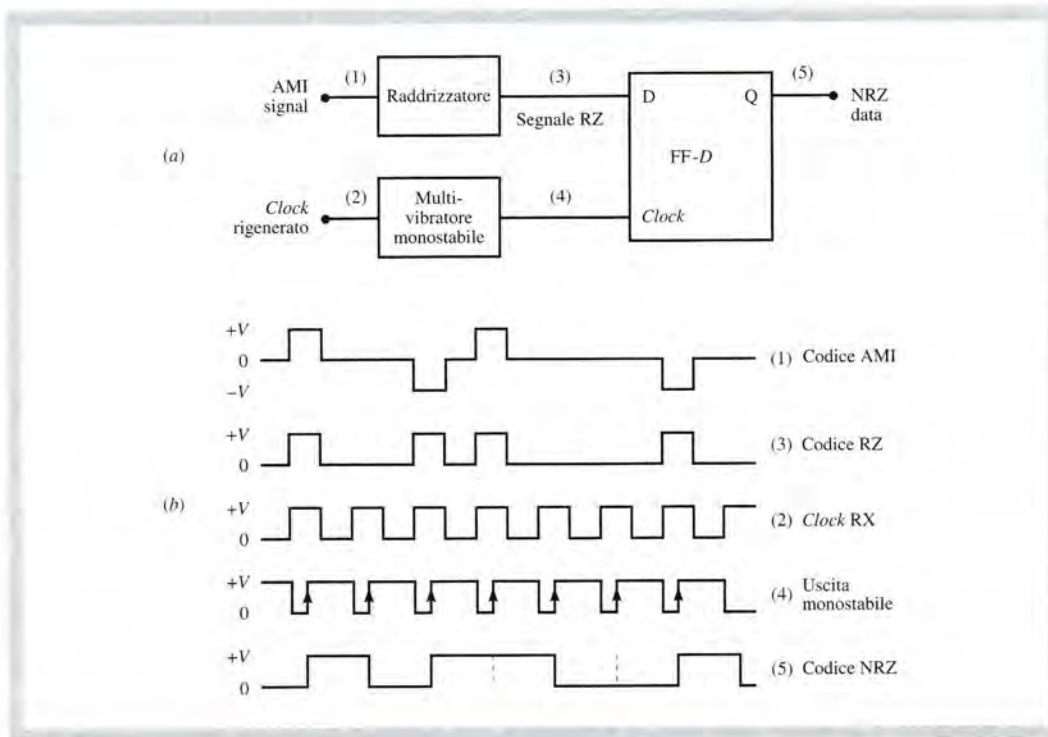 (a)
AMI
signal
(1)
Raddrizzatore
(3)
Segnale RZ
D
Q
(5)
NRZ
data
FF-D
Clock
rigenerato
(2)
Multi-
vibratore
monostabile
(4)
Clock
(b)
+V
0
−V
(1) Codice AMI
+V
0
(3) Codice RZ
+V
0
(2) Clock RX
+V
0
(4) Uscita
monostabile
+V
0
(5) Codice NRZ